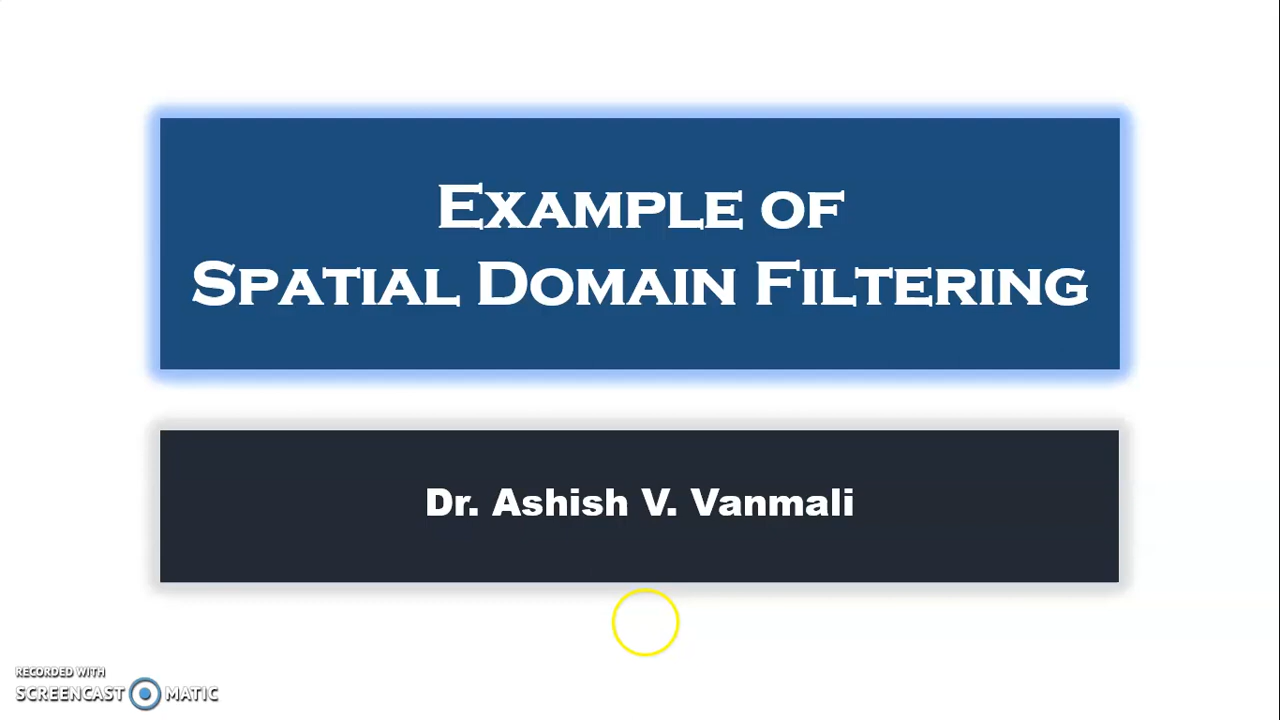 Example of
Spatial Domain Filtering
Dr. Ashish V. Vanmali
RECORDED WITH
SCREENCAST MATIC